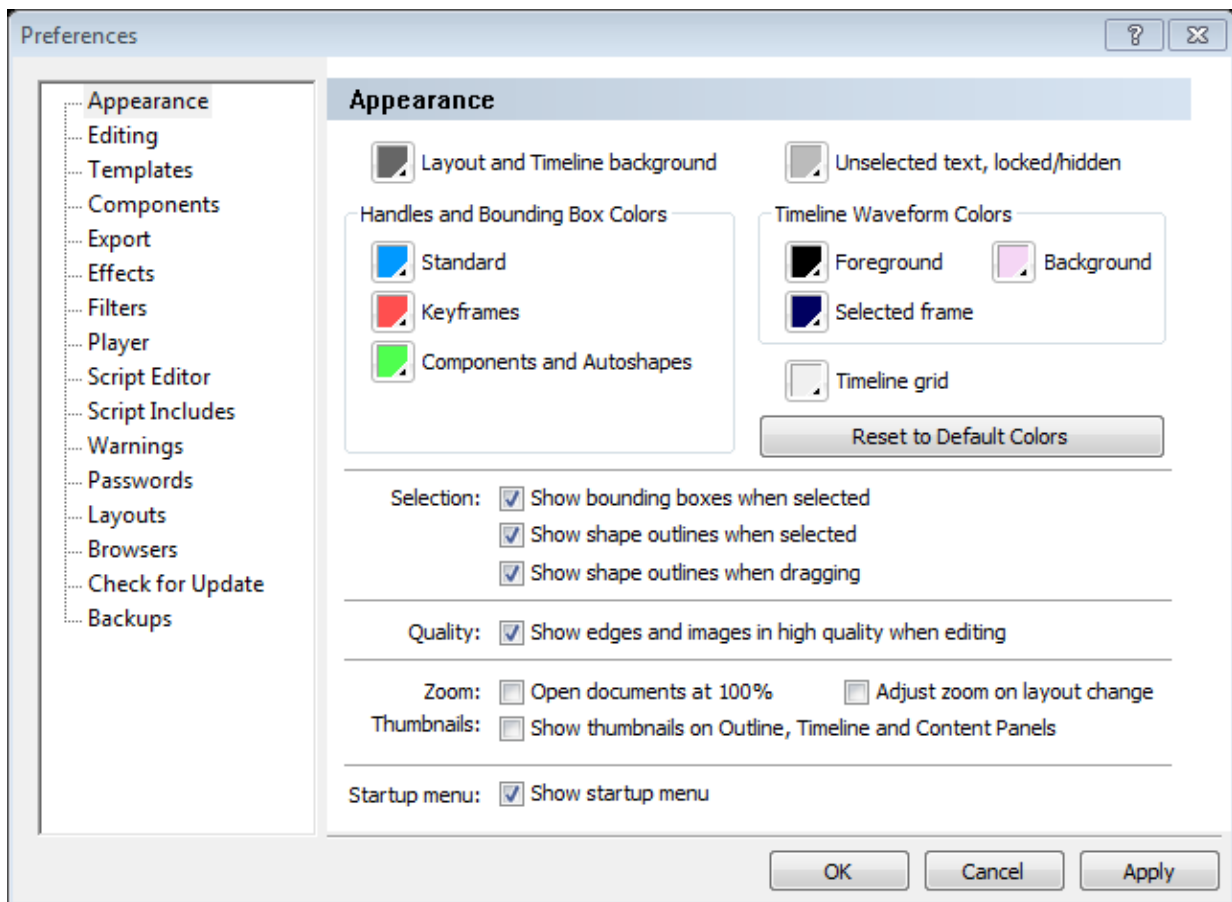 Preferences
Appearance
Editing
Templates
Components
Export
Effects
Filters
Player
Script Editor
Script Includes
Warnings
Passwords
Layouts
Browsers
Check for Update
Backups
Appearance
Layout and Timeline background
Unselected text, locked/hidden
Handles and Bounding Box Colors
Standard
Keyframes
Components and Autoshapes
Timeline Waveform Colors
Foreground Background
Selected frame
Timeline grid
Reset to Default Colors
Selection: Show bounding boxes when selected
Show shape outlines when selected
Show shape outlines when dragging
Quality: Show edges and images in high quality when editing
Zoom: Open documents at 100% Adjust zoom on layout change
Thumbnails: Show thumbnails on Outline, Timeline and Content Panels
Startup menu: Show startup menu
OK Cancel Apply